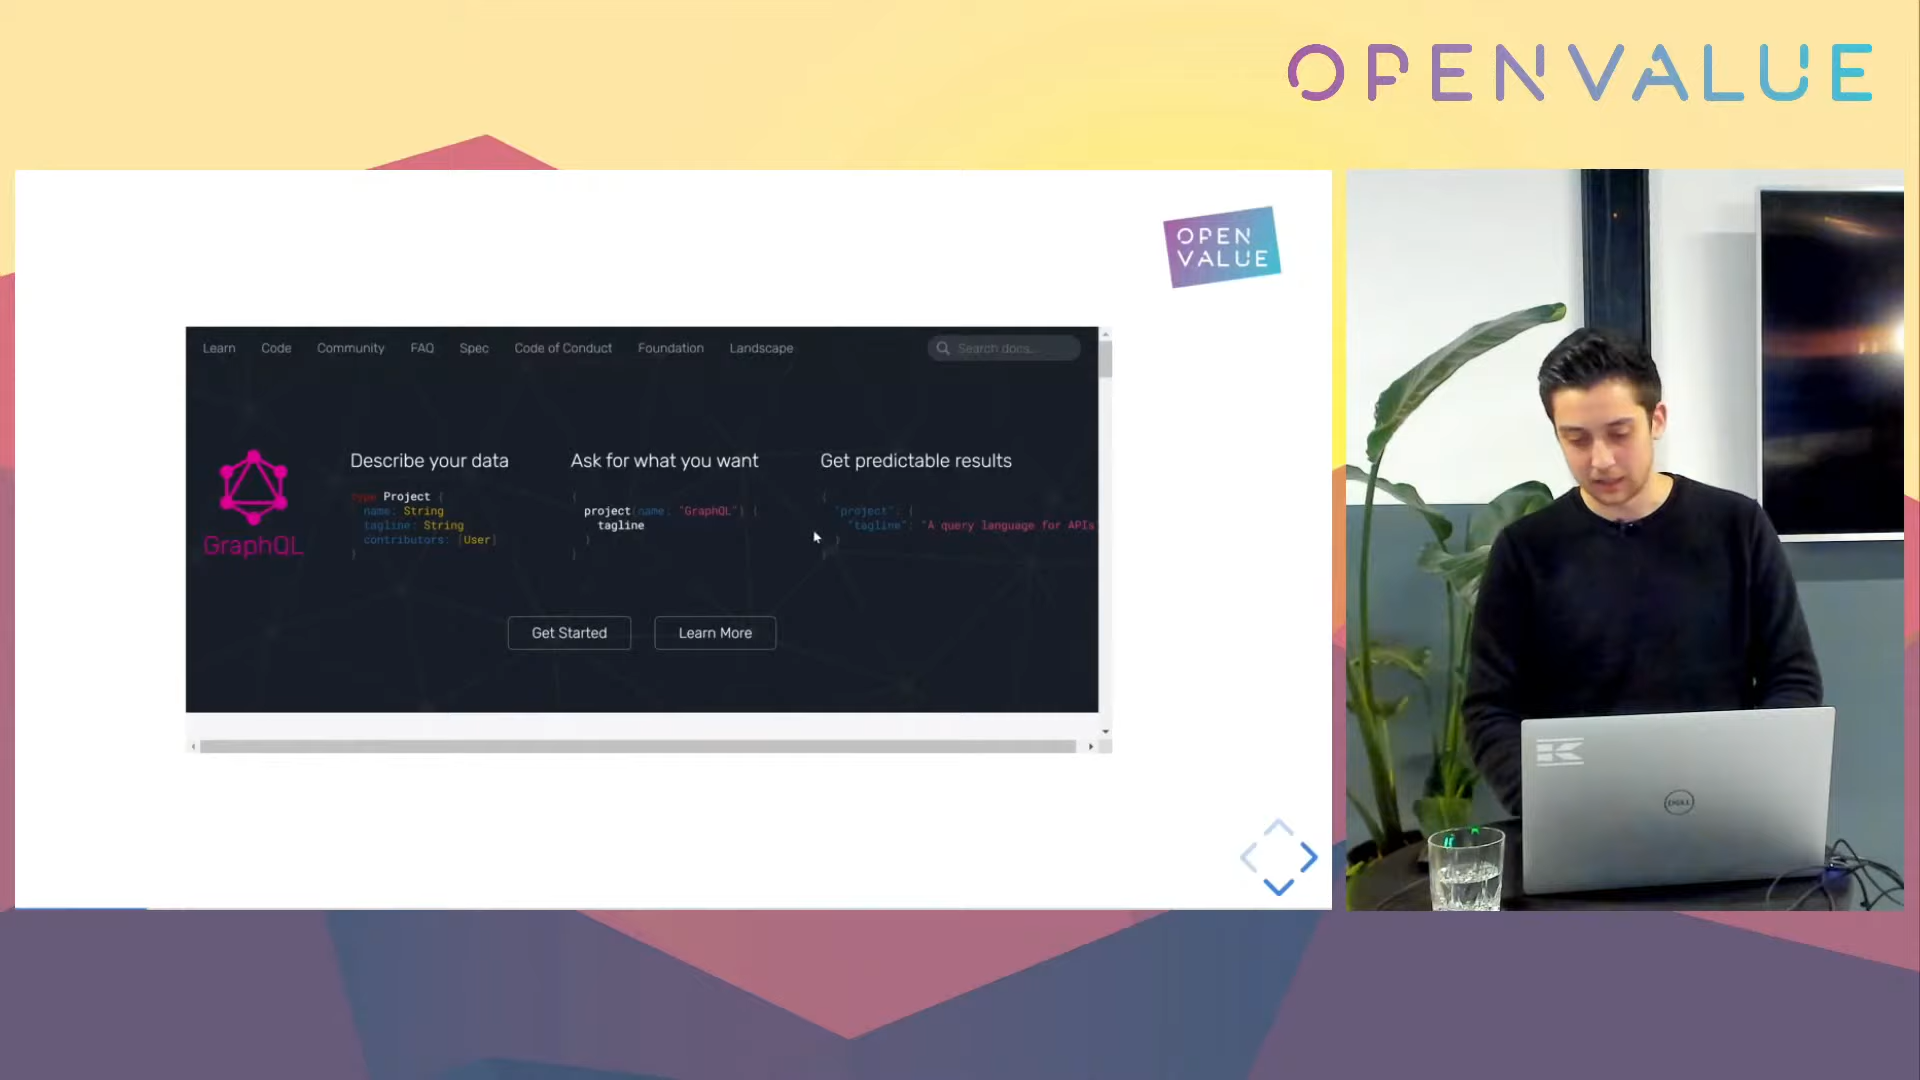 OPENVALUE
OPEN
VALUE
Learn Code Community FAQ Spec Code of Conduct Foundation Landscape Search docs...
GraphQL
Describe your data
type Project {
name: String
tagline: String
contributors: [User]
}
Ask for what you want
{
project(name: "GraphQL") {
tagline
}
}
Get predictable results
{
"project": {
"tagline": "A query language for APIs"
}
}
Get Started Learn More
DELL